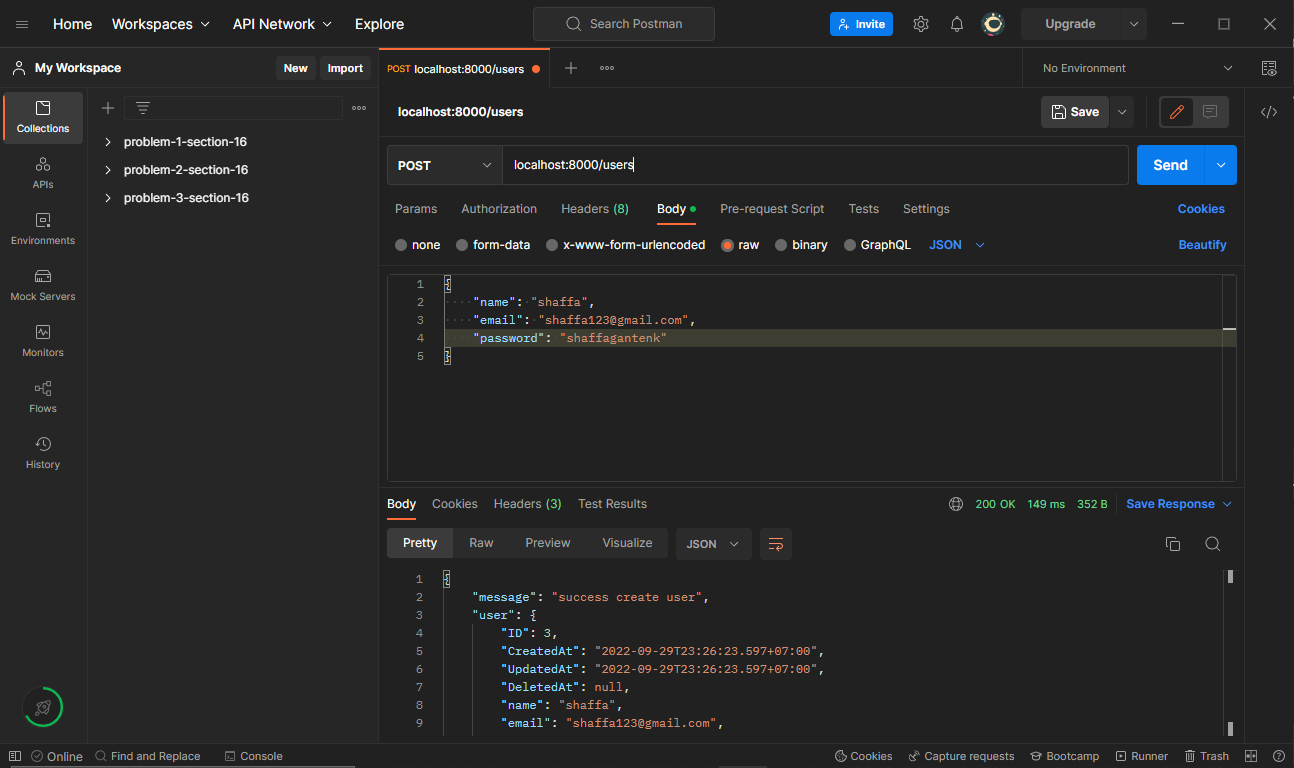 Home Workspaces API Network Explore Search Postman Invite Upgrade
My Workspace New Import POST localhost:8000/users No Environment
localhost:8000/users Save
Collections
problem-1-section-16
problem-2-section-16
problem-3-section-16
APIs
Environments
Mock Servers
Monitors
Flows
History
POST localhost:8000/users Send
Params Authorization Headers (8) Body Pre-request Script Tests Settings Cookies
none form-data x-www-form-urlencoded raw binary GraphQL JSON Beautify
1 {
2 "name": "shaffa",
3 "email": "shaffa123@gmail.com",
4 "password": "shaffagantenk"
5 }
Body Cookies Headers (3) Test Results 200 OK 149 ms 352 B Save Response
Pretty Raw Preview Visualize JSON
1 {
2 "message": "success create user",
3 "user": {
4 "ID": 3,
5 "CreatedAt": "2022-09-29T23:26:23.597+07:00",
6 "UpdatedAt": "2022-09-29T23:26:23.597+07:00",
7 "DeletedAt": null,
8 "name": "shaffa",
9 "email": "shaffa123@gmail.com",
Online Find and Replace Console Cookies Capture requests Bootcamp Runner Trash